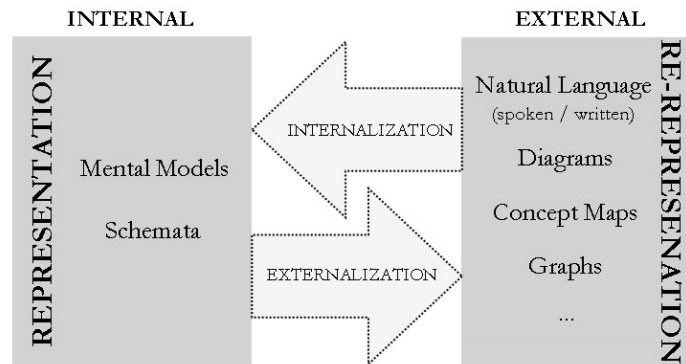 INTERNAL
EXTERNAL
REPRESENTATION
Mental Models
Schemata
INTERNALIZATION
EXTERNALIZATION
Natural Language
(spoken / written)
Diagrams
Concept Maps
Graphs
...
RE-REPRESENATION